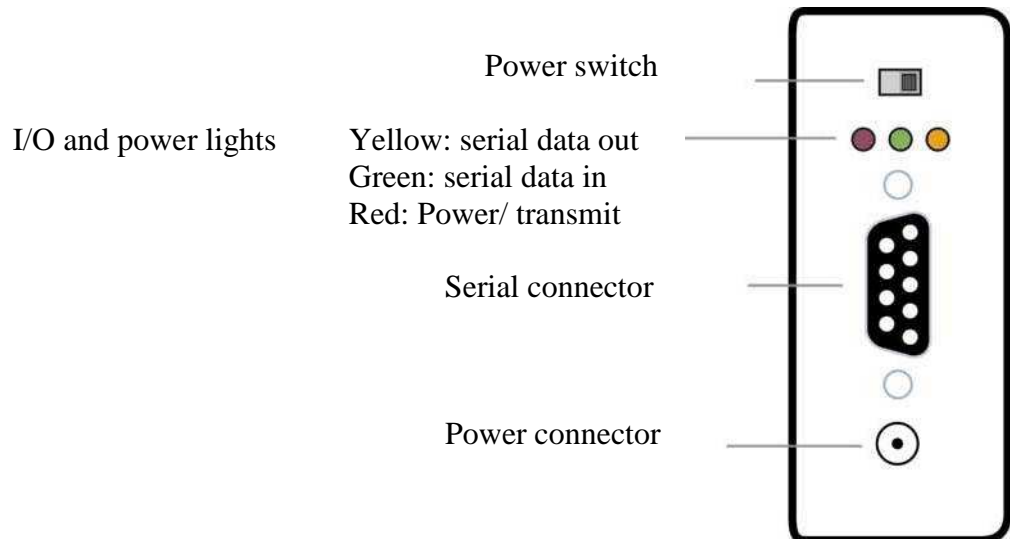 Power switch
I/O and power lights Yellow: serial data out
Green: serial data in
Red: Power/ transmit
Serial connector
Power connector